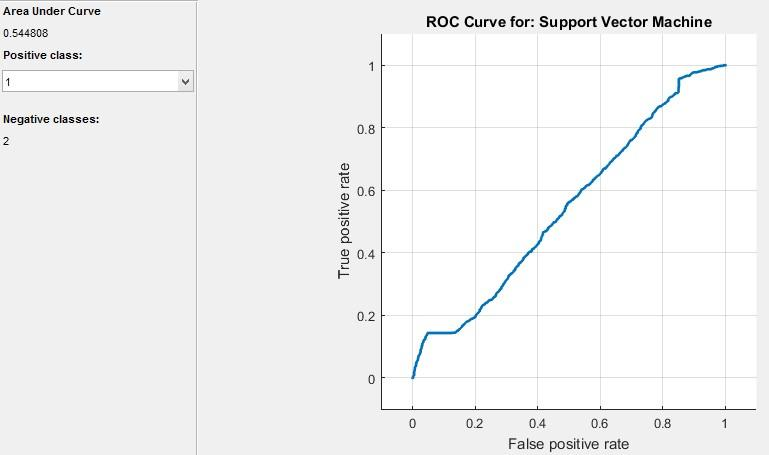 Area Under Curve
0.544808
Positive class:
1
Negative classes:
2
ROC Curve for: Support Vector Machine
True positive rate
1
0.8
0.6
0.4
0.2
0
0
0.2
0.4
0.6
0.8
1
False positive rate